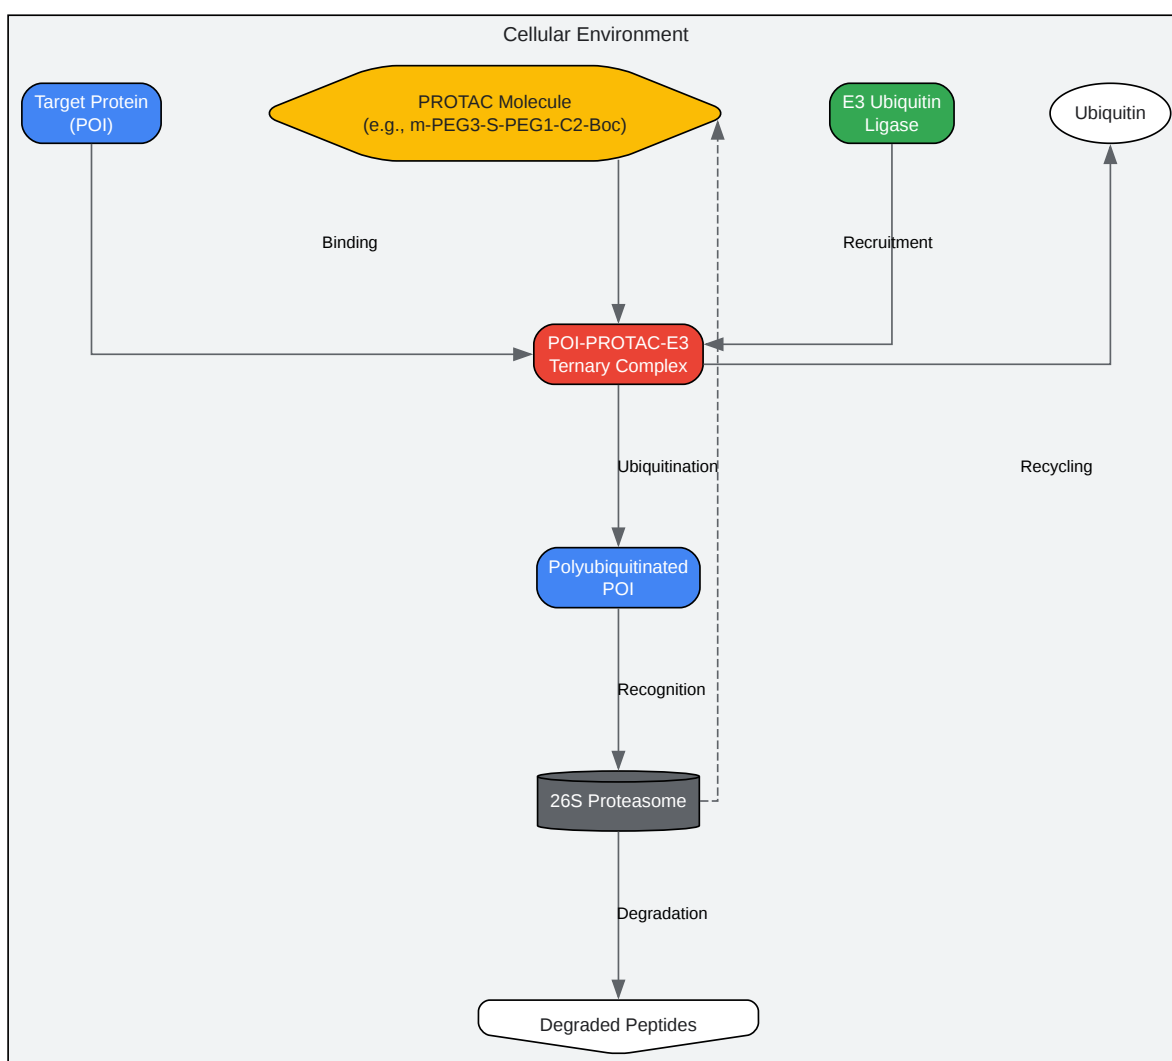 Cellular Environment
Target Protein
(POI)
PROTAC Molecule
(e.g., m-PEG3-S-PEG1-C2-Boc)
E3 Ubiquitin
Ligase
Ubiquitin
Binding
Recruitment
POI-PROTAC-E3
Ternary Complex
Ubiquitination
Recycling
Polyubiquitinated
POI
Recognition
26S Proteasome
Degradation
Degraded Peptides